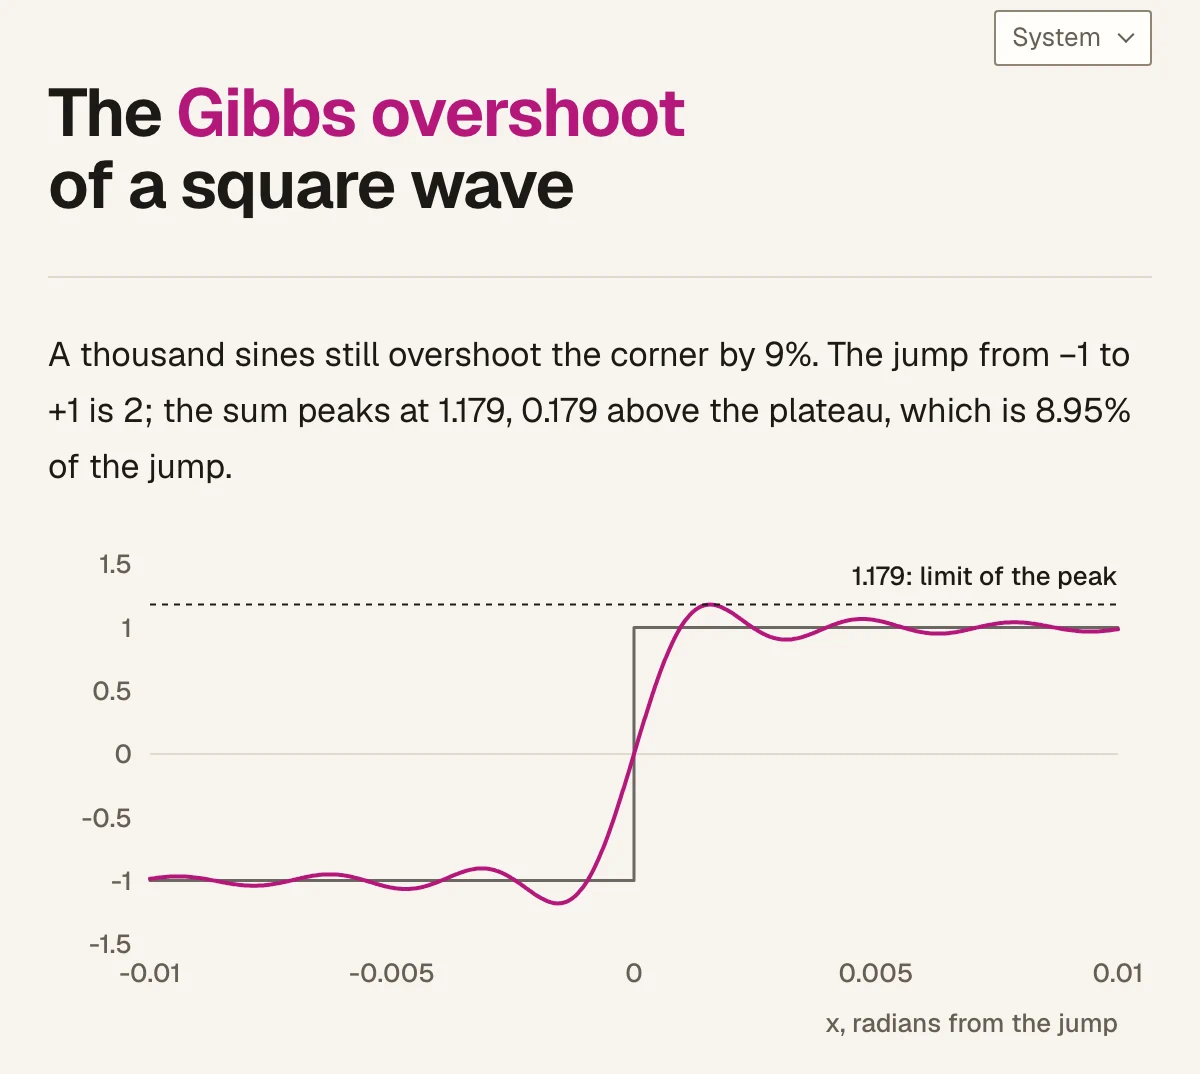 System
The Gibbs overshoot
of a square wave
A thousand sines still overshoot the corner by 9%. The jump from −1 to
+1 is 2; the sum peaks at 1.179, 0.179 above the plateau, which is 8.95%
of the jump.
1.5
1.179: limit of the peak
1
0.5
0
-0.5
-1
-1.5
-0.01 -0.005 0 0.005 0.01
x, radians from the jump